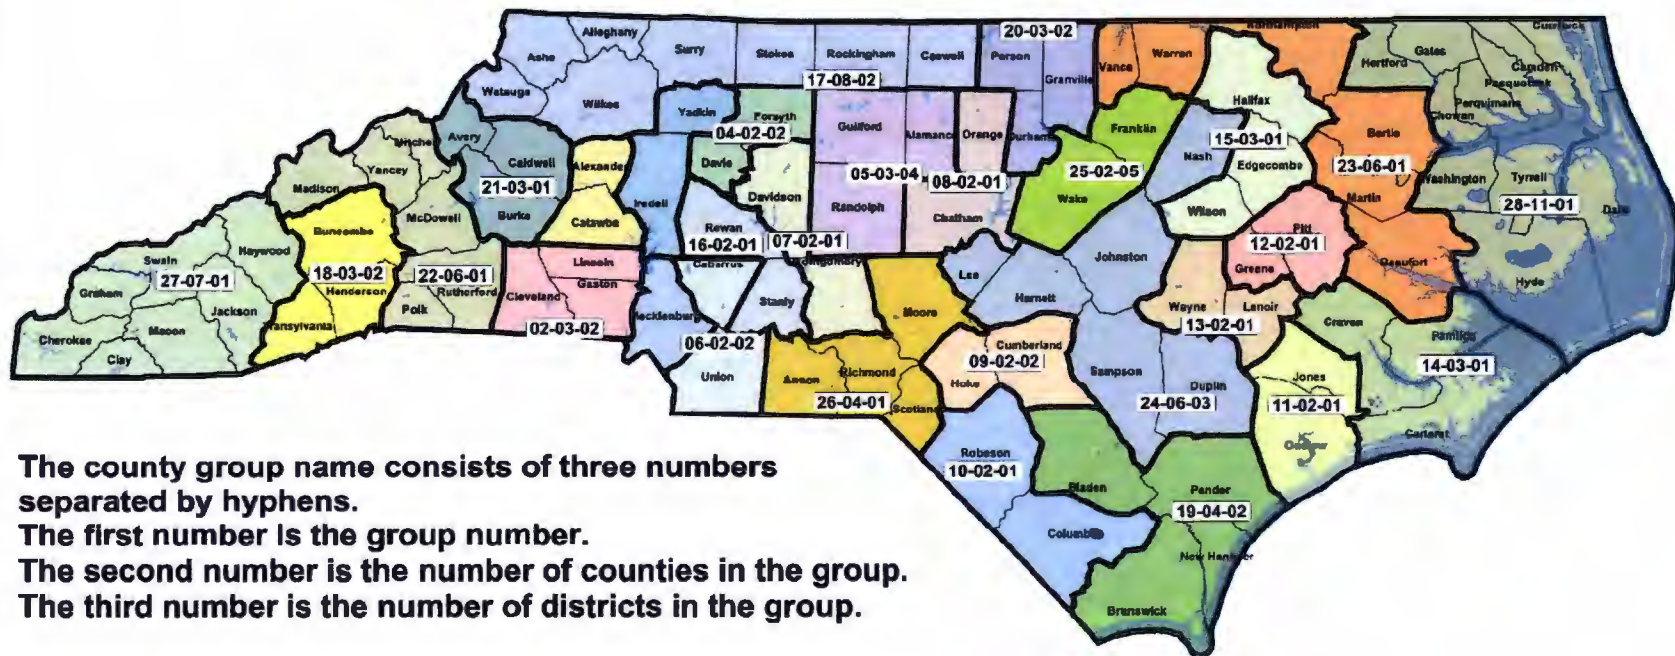 20-03-02
Currituck
Alleghany
Northampton
Ashe
Surry
Stokes
Rockingham
Caswell
Person
Granville
Vance
Warren
Gates
Hertford
Camden
Pasquotank
17-08-02
Watauga
Wilkes
Halifax
Perquimans
Chowan
Yadkin
Forsyth
Guilford
Alamance
Orange
Durham
Franklin
15-03-01
Bertie
Avery
Mitchell
04-02-02
Nash
Caldwell
Alexander
Davie
Yancey
Edgecombe
23-06-01
Madison
21-03-01
05-03-04
08-02-01
25-02-05
Washington
Tyrrell
Davidson
Iredell
Burke
McDowell
Catawba
Randolph
Chatham
Wake
Wilson
Martin
28-11-01
Dare
Buncombe
Rowan
16-02-01
07-02-01
Pitt
12-02-01
Haywood
Swain
27-07-01
18-03-02
22-06-01
Lincoln
Cabarrus
Montgomery
Lee
Johnston
Greene
Beaufort
Hyde
Graham
Henderson
Rutherford
Polk
Cleveland
Gaston
Stanly
Harnett
Wayne
Lenoir
Jackson
Macon
Transylvania
02-03-02
Mecklenburg
Moore
13-02-01
Craven
Pamlico
Cherokee
Clay
06-02-02
Cumberland
09-02-02
14-03-01
Union
Anson
Richmond
Hoke
Sampson
Duplin
Jones
26-04-01
Scotland
24-06-03
11-02-01
Onslow
Carteret
Robeson
10-02-01
Bladen
Pender
19-04-02
Columbus
New Hanover
Brunswick
The county group name consists of three numbers
separated by hyphens.
The first number is the group number.
The second number is the number of counties in the group.
The third number is the number of districts in the group.